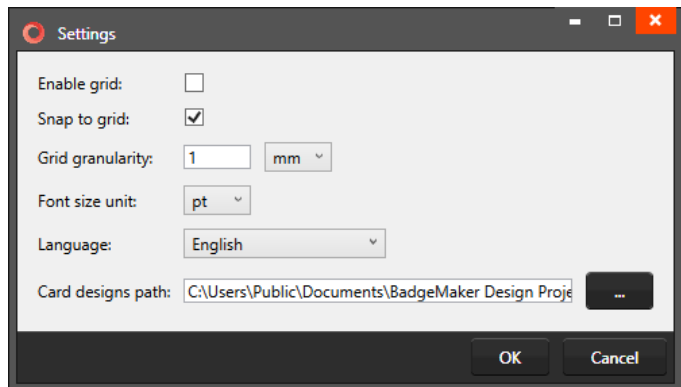 Settings
Enable grid:
Snap to grid:
Grid granularity: 1 mm
Font size unit: pt
Language: English
Card designs path: C:\Users\Public\Documents\BadgeMaker Design Proje ...
OK Cancel